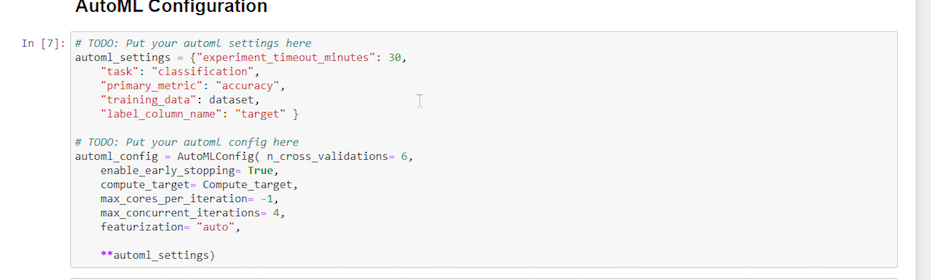 AutoML Configuration
In [7]: # TODO: Put your automl settings here
automl_settings = {"experiment_timeout_minutes": 30,
"task": "classification",
"primary_metric": "accuracy",
"training_data": dataset,
"label_column_name": "target" }
# TODO: Put your automl config here
automl_config = AutoMLConfig( n_cross_validations= 6,
enable_early_stopping= True,
compute_target= Compute_target,
max_cores_per_iteration= -1,
max_concurrent_iterations= 4,
featurization= "auto",
**automl_settings)